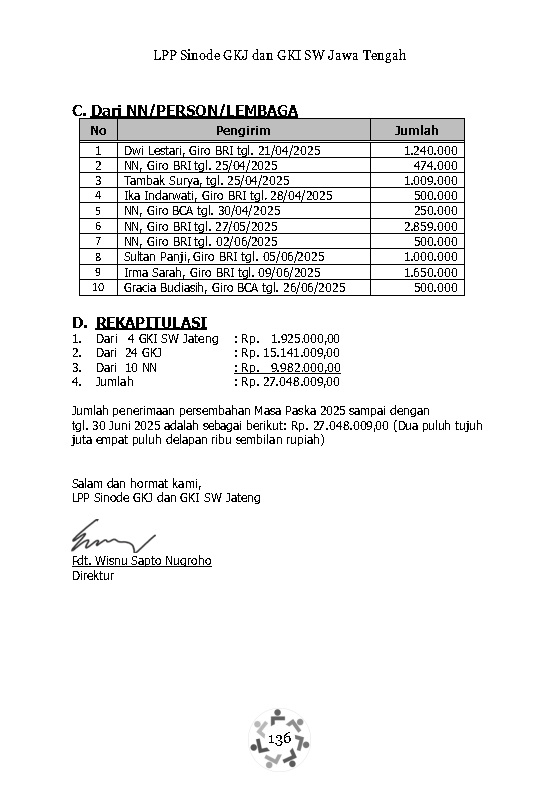 LPP Sinode GKJ dan GKI SW Jawa Tengah
C. Dari NN/PERSON/LEMBAGA
No Pengirim Jumlah
1 Dwi Lestari, Giro BRI tgl. 21/04/2025 1.240.000
2 NN, Giro BRI tgl. 25/04/2025 474.000
3 Tambak Surya, tgl. 25/04/2025 1.009.000
4 Ika Indarwati, Giro BRI tgl. 28/04/2025 500.000
5 NN, Giro BCA tgl. 30/04/2025 250.000
6 NN, Giro BRI tgl. 27/05/2025 2.859.000
7 NN, Giro BRI tgl. 02/06/2025 500.000
8 Sultan Panji, Giro BRI tgl. 05/06/2025 1.000.000
9 Irma Sarah, Giro BRI tgl. 09/06/2025 1.650.000
10 Gracia Budiasih, Giro BCA tgl. 26/06/2025 500.000
D. REKAPITULASI
1. Dari 4 GKI SW Jateng : Rp. 1.925.000,00
2. Dari 24 GKJ : Rp. 15.141.009,00
3. Dari 10 NN : Rp. 9.982.000,00
4. Jumlah : Rp. 27.048.009,00
Jumlah penerimaan persembahan Masa Paska 2025 sampai dengan
tgl. 30 Juni 2025 adalah sebagai berikut: Rp. 27.048.009,00 (Dua puluh tujuh
juta empat puluh delapan ribu sembilan rupiah)
Salam dan hormat kami,
LPP Sinode GKJ dan GKI SW Jateng
Pdt. Wisnu Sapto Nugroho
Direktur
136